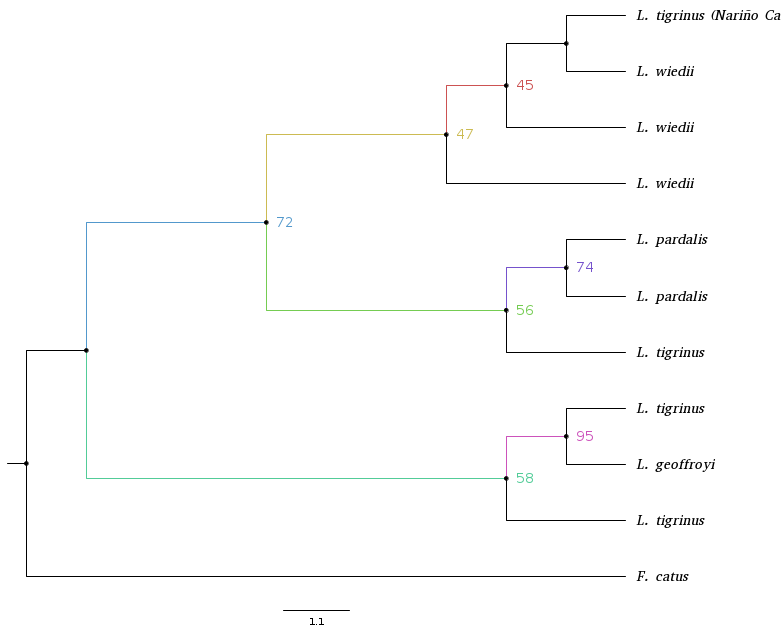 L. tigrinus (Nariño Ca
L. wiedii
45
L. wiedii
47
L. wiedii
72
L. pardalis
74
L. pardalis
56
L. tigrinus
L. tigrinus
95
L. geoffroyi
58
L. tigrinus
F. catus
1.1